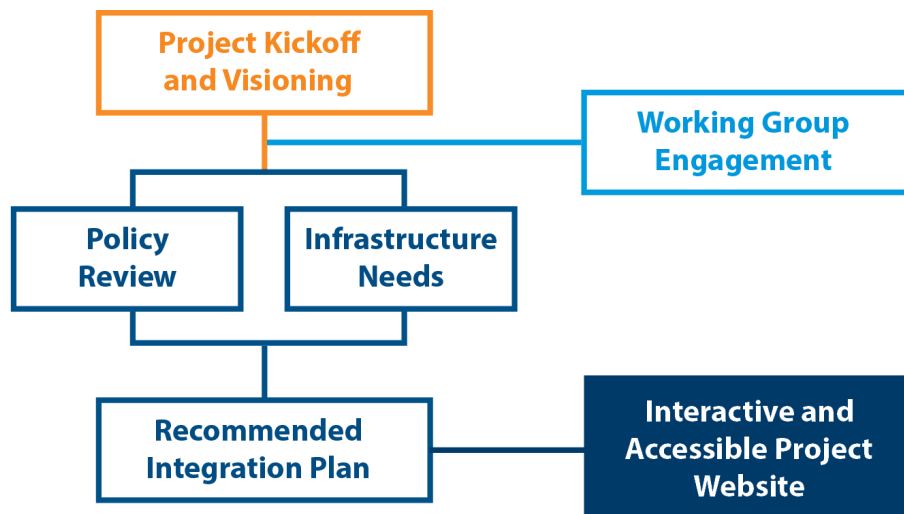 Project Kickoff
and Visioning
Working Group
Engagement
Policy
Review
Infrastructure
Needs
Recommended
Integration Plan
Interactive and
Accessible Project
Website